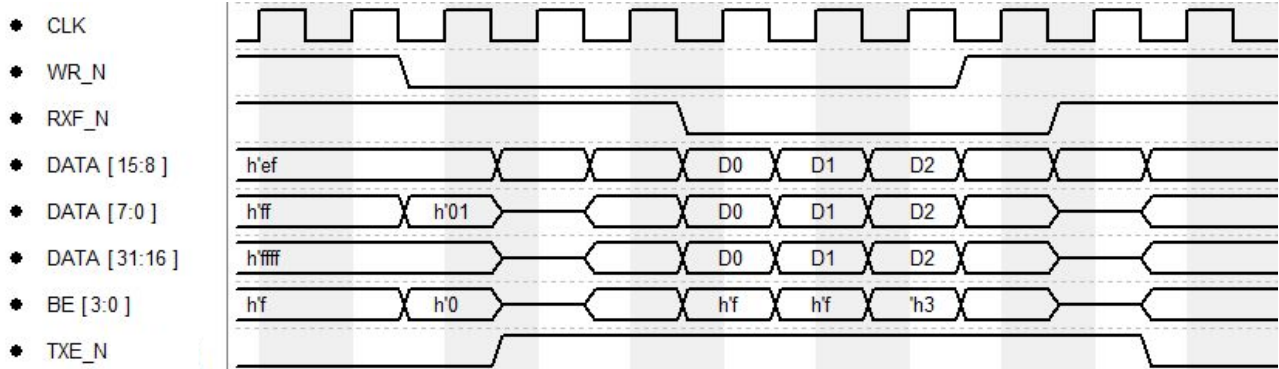 CLK
WR_N
RXF_N
DATA [ 15:8 ] h'ef D0 D1 D2
DATA [ 7:0 ] h'ff h'01 D0 D1 D2
DATA [ 31:16 ] h'ffff D0 D1 D2
BE [ 3:0 ] h'f h'0 h'f h'f 'h3
TXE_N